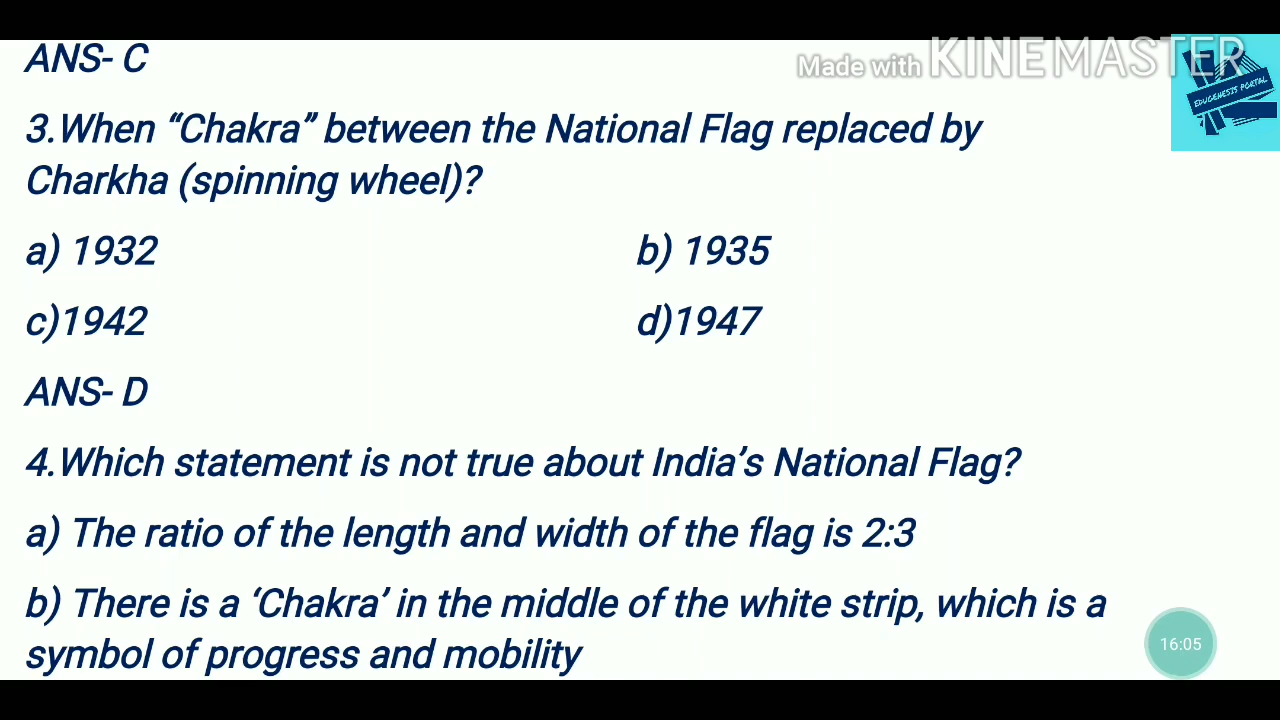 ANS- C
Made with KINEMASTER
EDUGENESIS PORTAL
3.When “Chakra” between the National Flag replaced by
Charkha (spinning wheel)?
a) 1932 b) 1935
c)1942 d)1947
ANS- D
4.Which statement is not true about India’s National Flag?
a) The ratio of the length and width of the flag is 2:3
b) There is a ‘Chakra’ in the middle of the white strip, which is a
symbol of progress and mobility
16:05